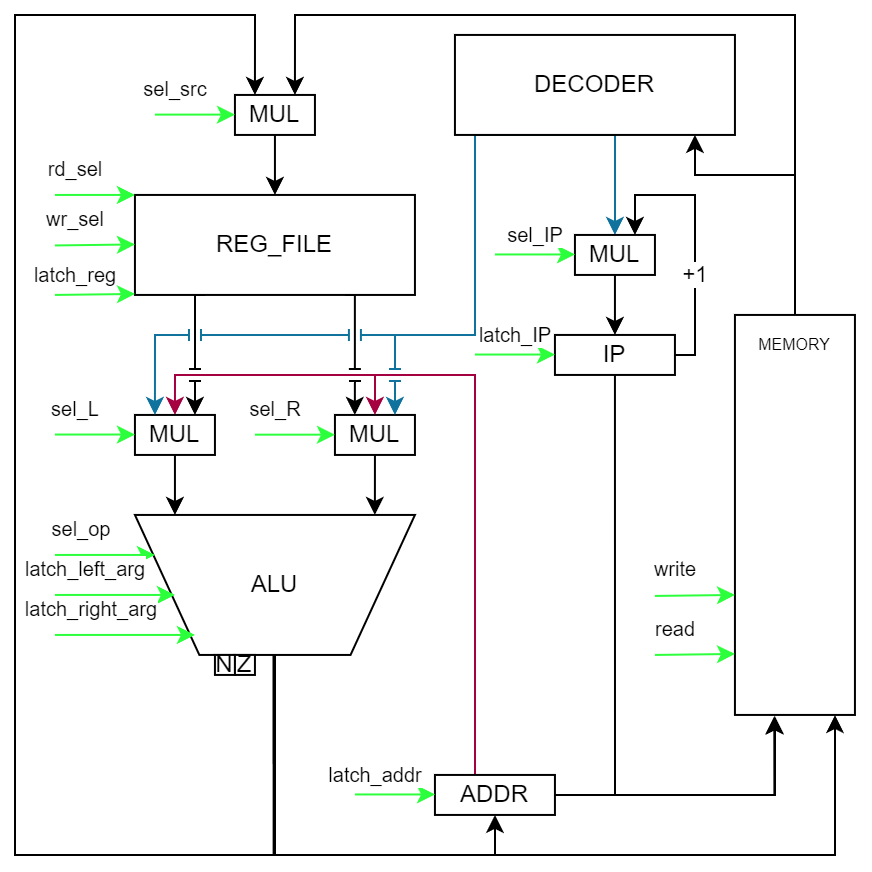 DECODER
sel_src
MUL
rd_sel
wr_sel
REG_FILE
latch_reg
sel_IP
MUL
+1
latch_IP
IP
MEMORY
sel_L
MUL
sel_R
MUL
sel_op
latch_left_arg
ALU
latch_right_arg
write
read
N Z
latch_addr
ADDR